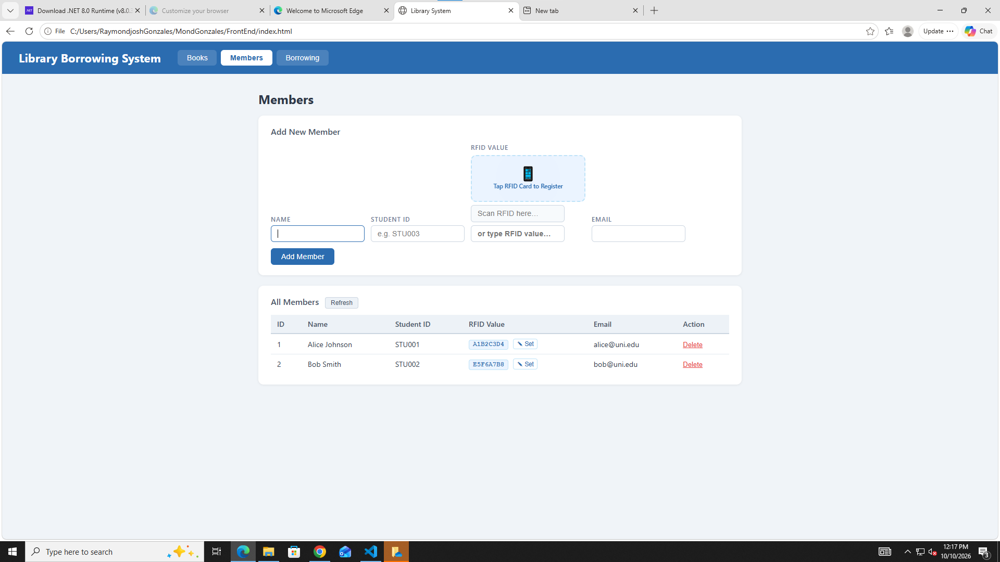 Download .NET 8.0 Runtime (v8.0.
Customize your browser
Welcome to Microsoft Edge
Library System
New tab
File C:/Users/RaymondjoshGonzales/MondGonzales/FrontEnd/index.html
Update
Chat
Library Borrowing System
Books
Members
Borrowing
Members
Add New Member
RFID VALUE
Tap RFID Card to Register
Scan RFID here...
NAME
STUDENT ID
EMAIL
e.g. STU003
or type RFID value...
Add Member
All Members
Refresh
ID Name Student ID RFID Value Email Action
1 Alice Johnson STU001 A1B2C3D4 Set alice@uni.edu Delete
2 Bob Smith STU002 E5F6A7B8 Set bob@uni.edu Delete
Type here to search
12:17 PM
10/10/2026
3